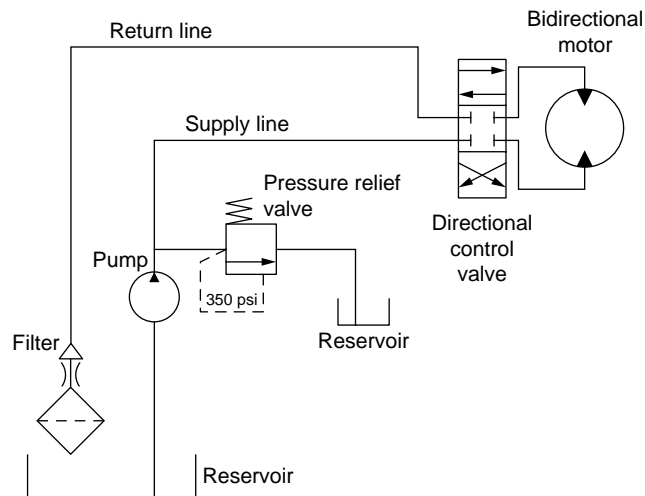 Return line
Bidirectional
motor
Supply line
Pressure relief
valve
Directional
control
valve
Pump
350 psi
Filter
Reservoir
Reservoir